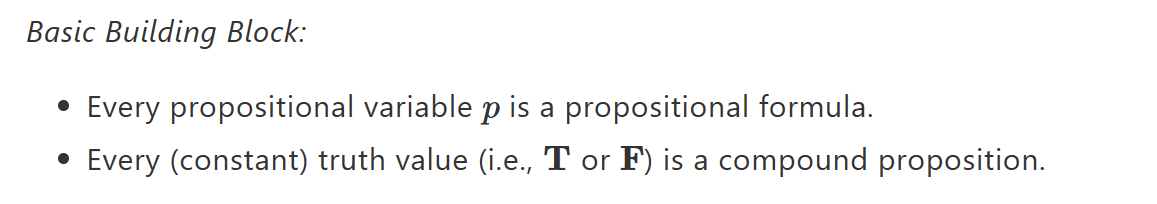 Basic Building Block:
• Every propositional variable p is a propositional formula.
• Every (constant) truth value (i.e., T or F) is a compound proposition.